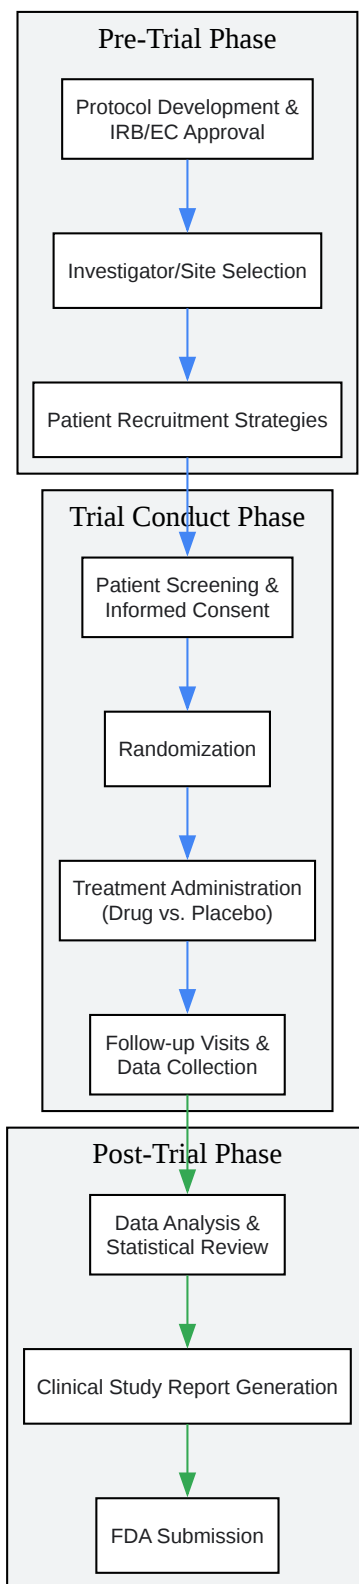 Pre-Trial Phase
Protocol Development &
IRB/EC Approval
Investigator/Site Selection
Patient Recruitment Strategies
Trial Conduct Phase
Patient Screening &
Informed Consent
Randomization
Treatment Administration
(Drug vs. Placebo)
Follow-up Visits &
Data Collection
Post-Trial Phase
Data Analysis &
Statistical Review
Clinical Study Report Generation
FDA Submission